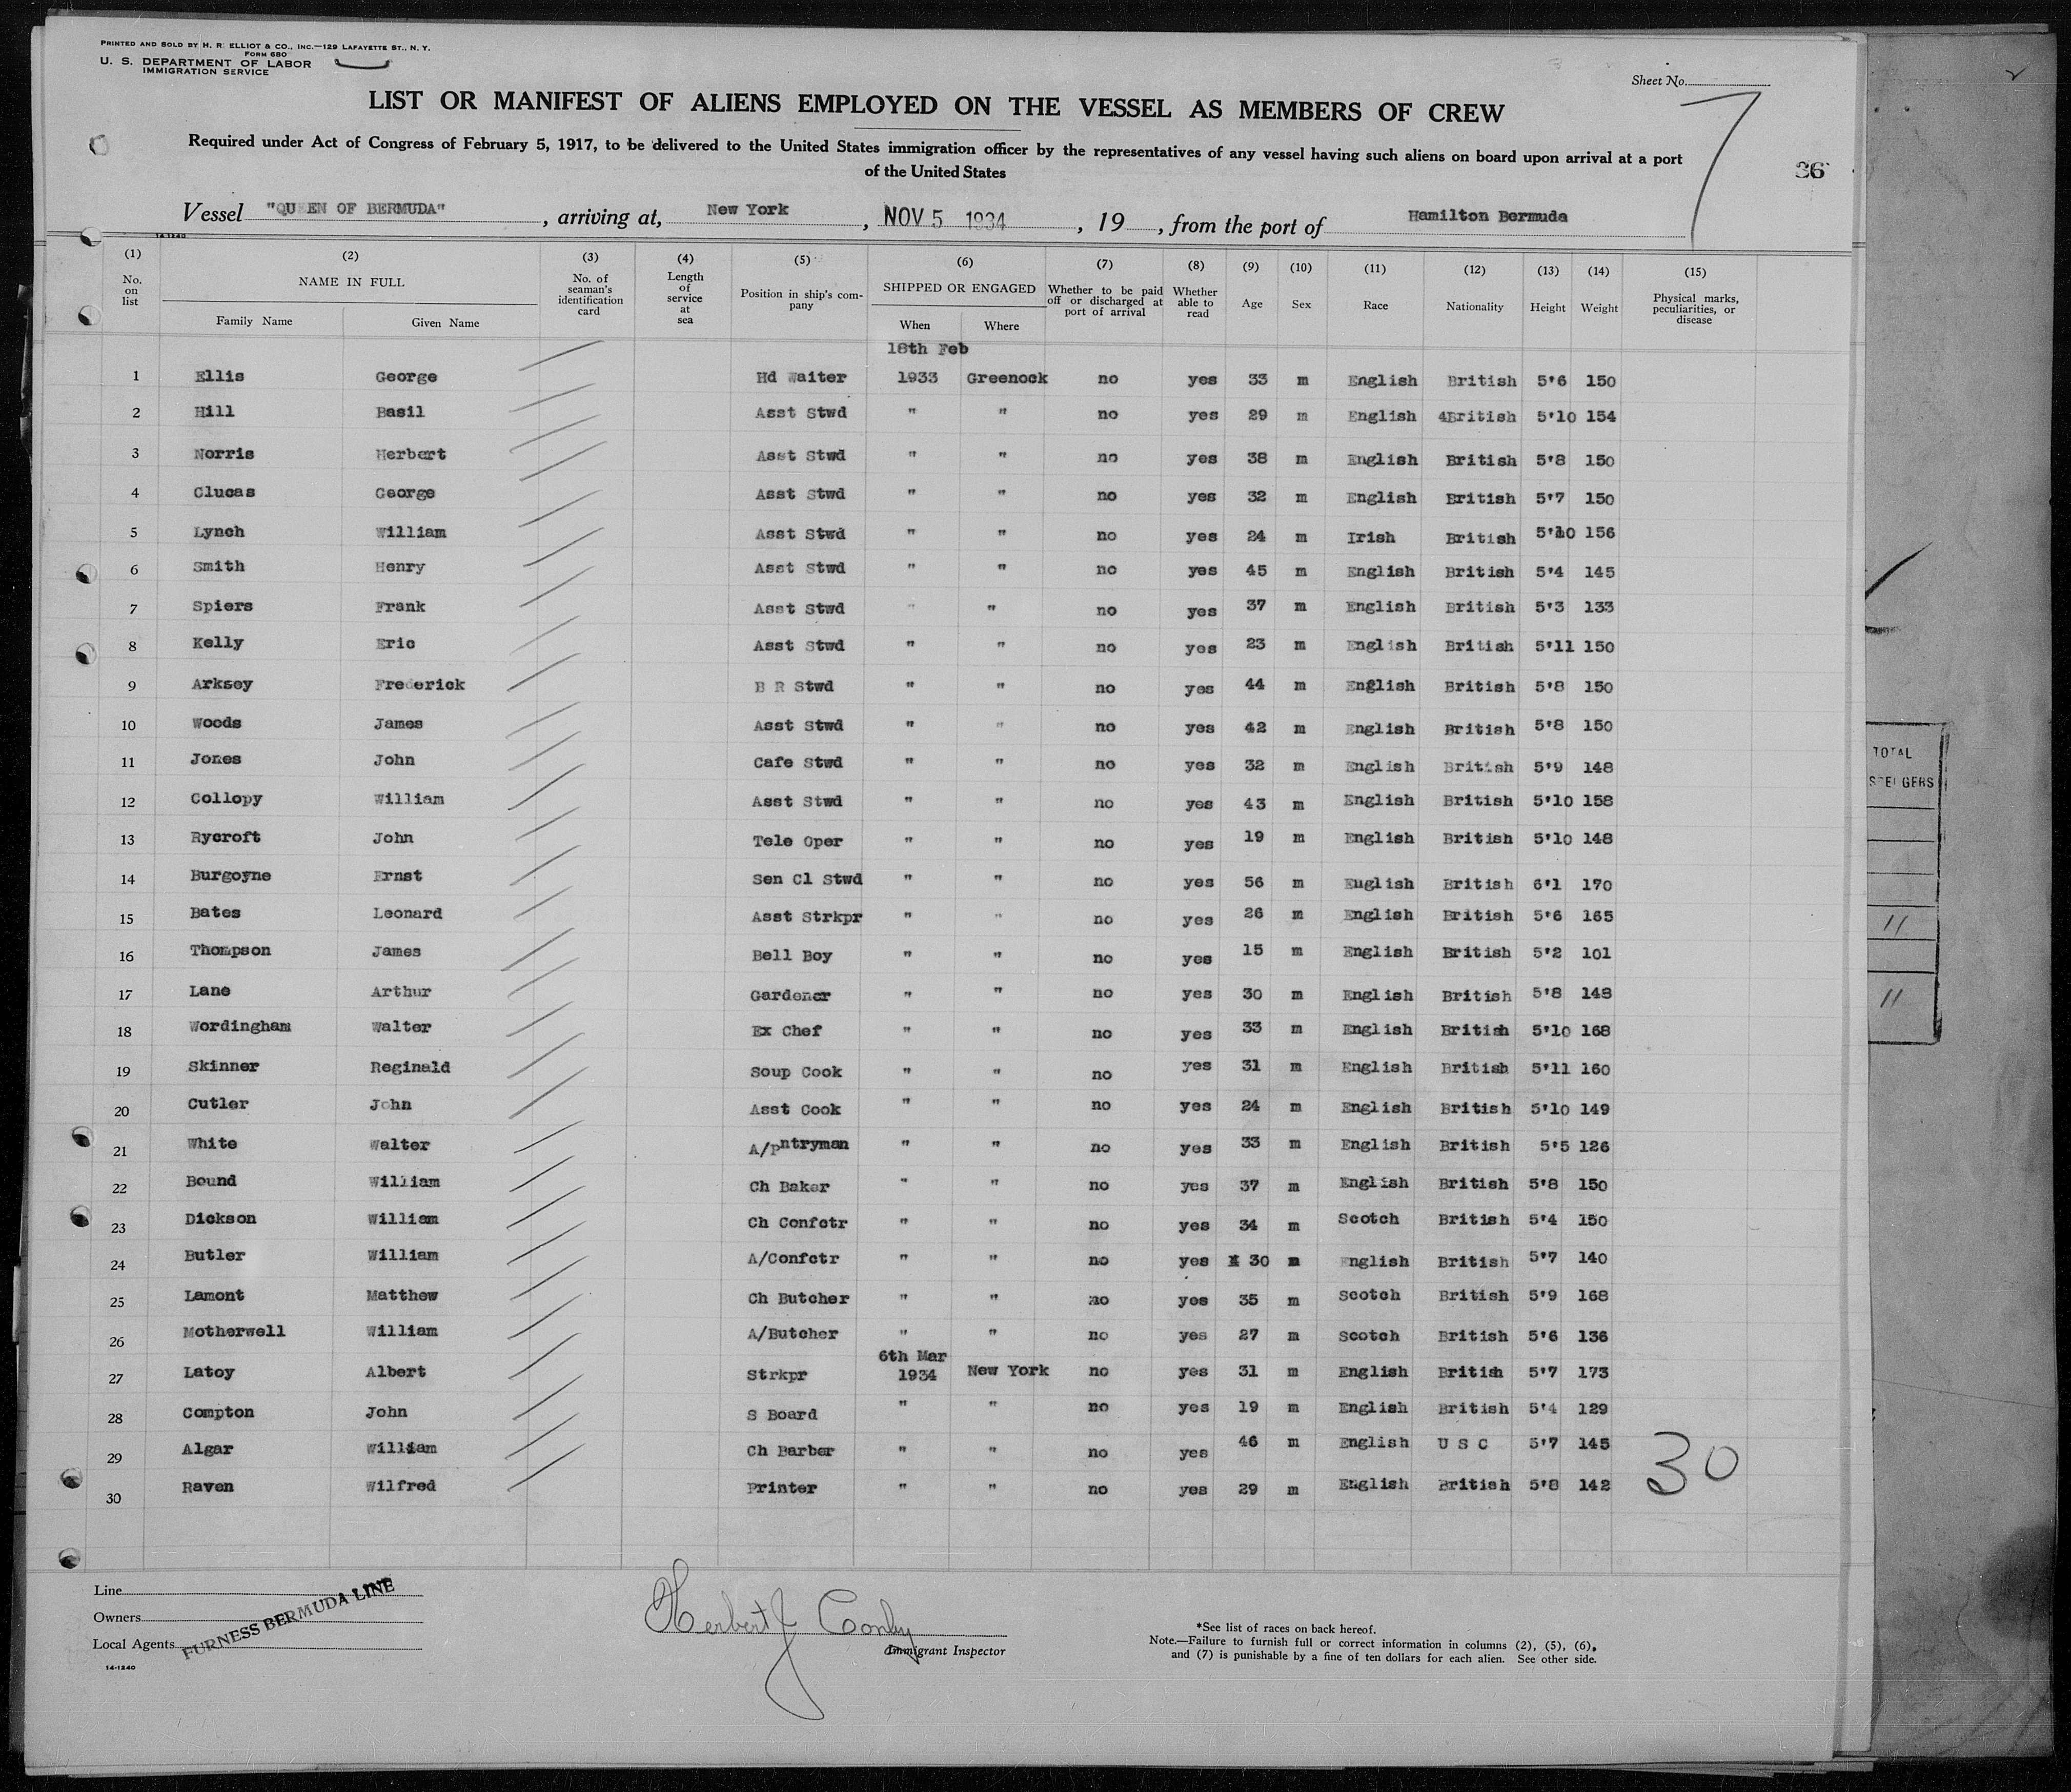 PRINTED AND SOLD BY H. R. ELLIOT & CO., INC.—129 LAFAYETTE ST., N. Y.
FORM 680
U. S. DEPARTMENT OF LABOR
IMMIGRATION SERVICE
Sheet No. 7
LIST OR MANIFEST OF ALIENS EMPLOYED ON THE VESSEL AS MEMBERS OF CREW
Required under Act of Congress of February 5, 1917, to be delivered to the United States immigration officer by the representatives of any vessel having such aliens on board upon arrival at a port
of the United States
36
Vessel "QUEEN OF BERMUDA", arriving at, New York, NOV 5 1934, 19 , from the port of Hamilton Bermuda
14-1240
(1) (2) (3) (4) (5) (6) (7) (8) (9) (10) (11) (12) (13) (14) (15)
No. on list NAME IN FULL Family Name Given Name No. of seaman's identification card Length of service at sea Position in ship's company SHIPPED OR ENGAGED When Where Whether to be paid off or discharged at port of arrival Whether able to read Age Sex Race Nationality Height Weight Physical marks, peculiarities, or disease
18th Feb
1 Ellis George Hd Waiter 1933 Greenock no yes 33 m English British 5'6 150
2 Hill Basil Asst Stwd " " no yes 29 m English 4British 5'10 154
3 Norris Herbert Asst Stwd " " no yes 38 m English British 5'8 150
4 Clucas George Asst Stwd " " no yes 32 m English British 5'7 150
5 Lynch William Asst Stwd " " no yes 24 m Irish British 5'10 156
6 Smith Henry Asst Stwd " " no yes 45 m English British 5'4 145
7 Spiers Frank Asst Stwd " " no yes 37 m English British 5'3 133
8 Kelly Eric Asst Stwd " " no yes 23 m English British 5'11 150
9 Arksey Frederick B R Stwd " " no yes 44 m English British 5'8 150
10 Woods James Asst Stwd " " no yes 42 m English British 5'8 150
11 Jones John Cafe Stwd " " no yes 32 m English British 5'9 148
12 Collopy William Asst Stwd " " no yes 43 m English British 5'10 158
13 Rycroft John Tele Oper " " no yes 19 m English British 5'10 148
14 Burgoyne Ernst Sen Cl Stwd " " no yes 56 m English British 6'1 170
15 Bates Leonard Asst Strkpr " " no yes 26 m English British 5'6 165
16 Thompson James Bell Boy " " no yes 15 m English British 5'2 101
17 Lane Arthur Gardener " " no yes 30 m English British 5'8 148
18 Wordingham Walter Ex Chef " " no yes 33 m English British 5'10 168
19 Skinner Reginald Soup Cook " " no yes 31 m English British 5'11 160
20 Cutler John Asst Cook " " no yes 24 m English British 5'10 149
21 White Walter A/Pntryman " " no yes 33 m English British 5'5 126
22 Bound William Ch Baker " " no yes 37 m English British 5'8 150
23 Dickson William Ch Confctr " " no yes 34 m Scotch British 5'4 150
24 Butler William A/Confctr " " no yes 30 m English British 5'7 140
25 Lamont Matthew Ch Butcher " " no yes 35 m Scotch British 5'9 168
26 Motherwell William A/Butcher " " no yes 27 m Scotch British 5'6 136
6th Mar
27 Latoy Albert Strkpr 1934 New York no yes 31 m English British 5'7 173
28 Compton John S Board " " no yes 19 m English British 5'4 129
29 Algar William Ch Barber " " no yes 46 m English U S C 5'7 145
30 Raven Wilfred Printer " " no yes 29 m English British 5'8 142
30
Line
Owners
Local Agents
FURNESS BERMUDA LINE
14-1240
Herbert J Conly
Immigrant Inspector
*See list of races on back hereof.
Note.—Failure to furnish full or correct information in columns (2), (5), (6),
and (7) is punishable by a fine of ten dollars for each alien. See other side.
TOTAL
11
11